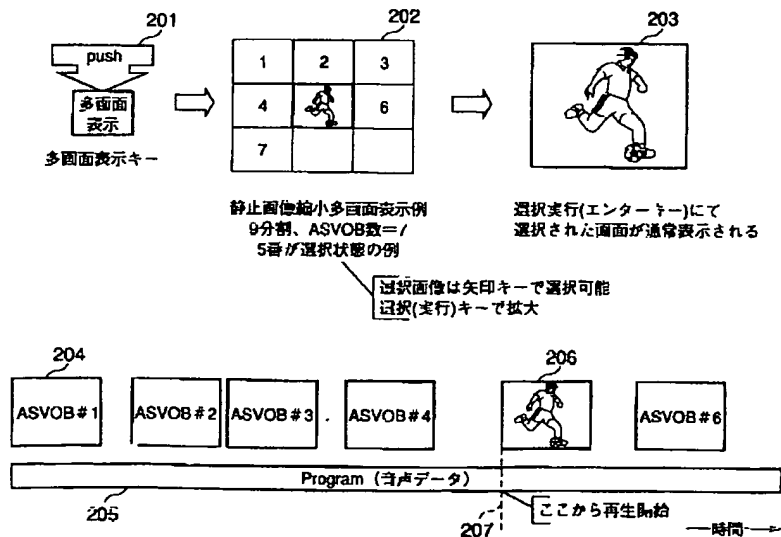 201
push
多画面
表示
多画面表示キー
202
1 2 3
4 6
7
静止画像縮小多画面表示例
9分割、ASVOB数=7
5番が選択状態の例
選択画像は矢印キーで選択可能
選択(実行)キーで拡大
203
選択実行(エンターキー)にて
選択された画面が通常表示される
204
ASVOB#1
ASVOB#2
ASVOB#3
ASVOB#4
206
ASVOB#6
Program (音声データ)
205
207
ここから再生開始
時間